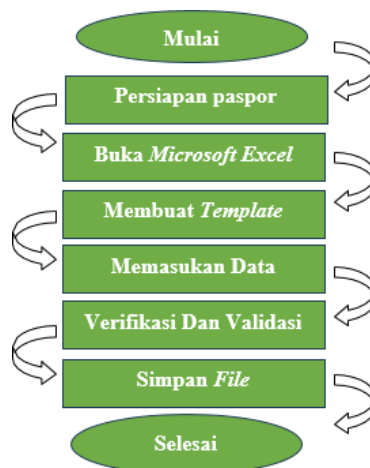 Mulai
Persiapan paspor
Buka Microsoft Excel
Membuat Template
Memasukan Data
Verifikasi Dan Validasi
Simpan File
Selesai